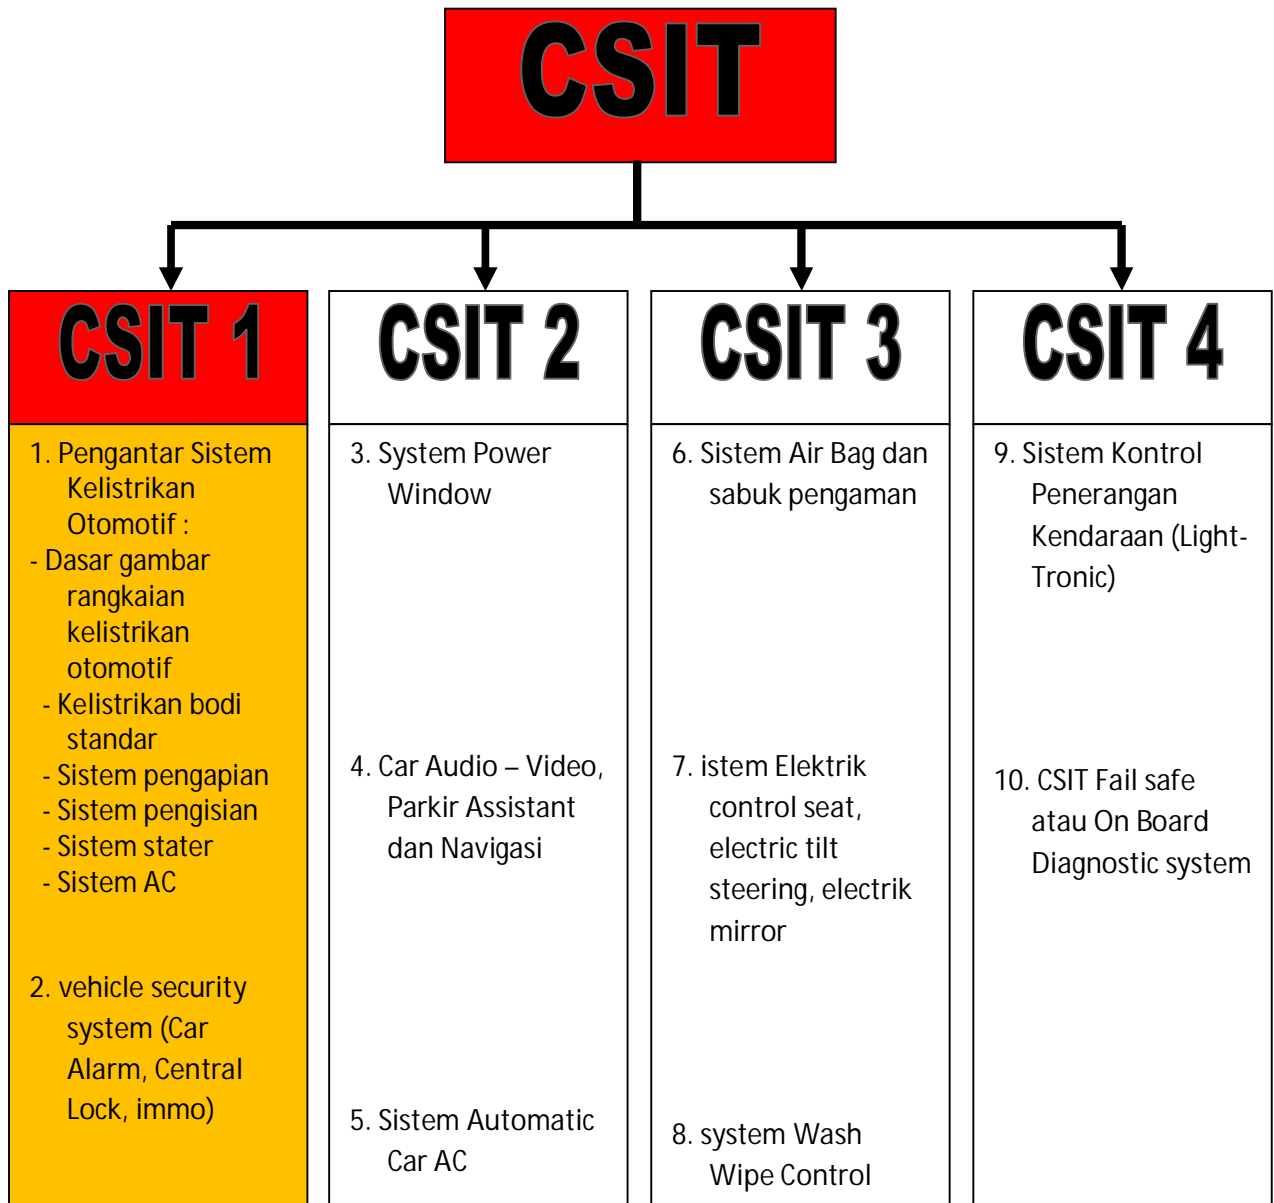 CSIT
CSIT 1
1. Pengantar Sistem
Kelistrikan
Otomotif :
- Dasar gambar
rangkaian
kelistrikan
otomotif
- Kelistrikan bodi
standar
- Sistem pengapian
- Sistem pengisian
- Sistem stater
- Sistem AC
2. vehicle security
system (Car
Alarm, Central
Lock, immo)
CSIT 2
3. System Power
Window
4. Car Audio – Video,
Parkir Assistant
dan Navigasi
5. Sistem Automatic
Car AC
CSIT 3
6. Sistem Air Bag dan
sabuk pengaman
7. istem Elektrik
control seat,
electric tilt
steering, electrik
mirror
8. system Wash
Wipe Control
CSIT 4
9. Sistem Kontrol
Penerangan
Kendaraan (Light-
Tronic)
10. CSIT Fail safe
atau On Board
Diagnostic system